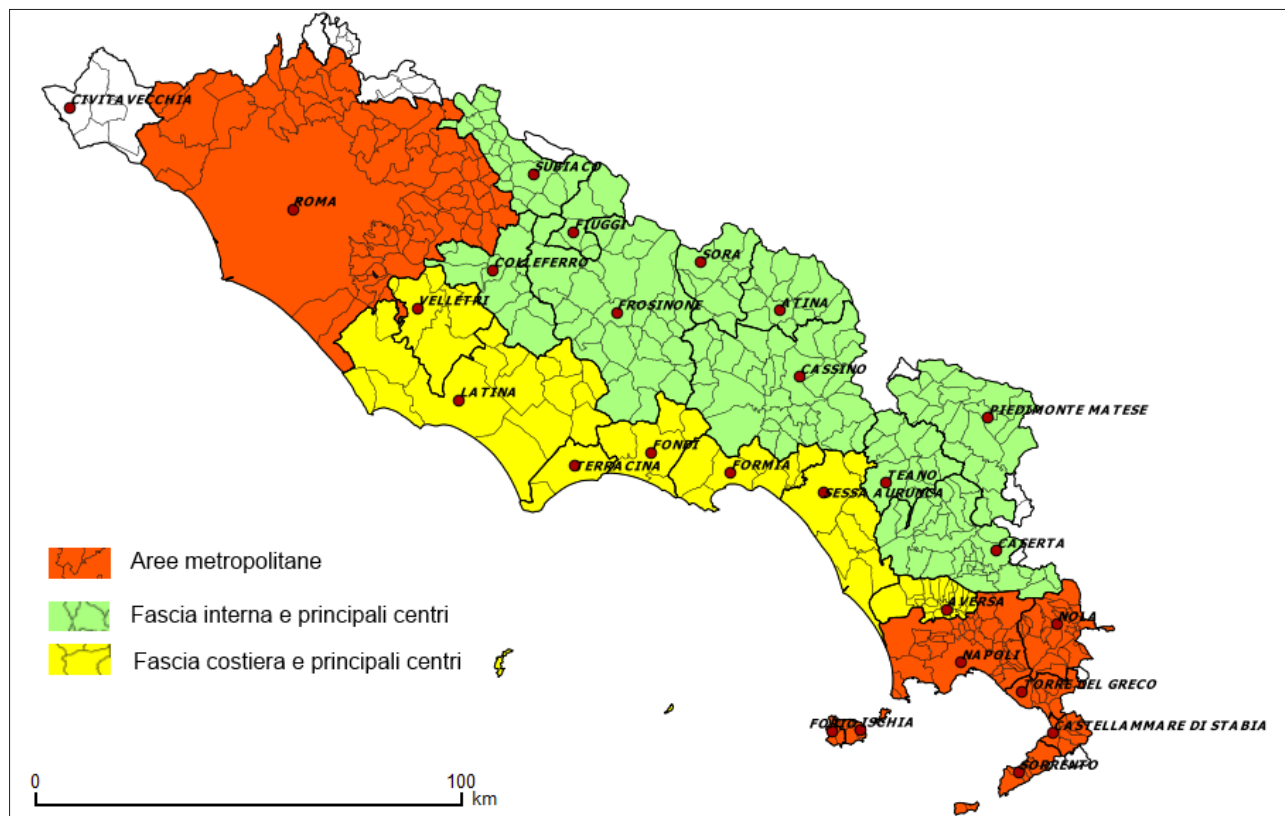 CIVITAVECCHIA
SUBIACO
ROMA
FIUGGI
SORA
COLLEFERRO
VELLETRI
FROSINONE
ATINA
CASSINO
LATINA
PIEDIMONTE MATESE
FONDI
TERRACINA
FORMIA
TEANO
SESSA AURUNCA
CASERTA
Aree metropolitane
AVERSA
Fascia interna e principali centri
NOLA
Fascia costiera e principali centri
NAPOLI
TORRE DEL GRECO
FORIO
ISCHIA
CASTELLAMMARE DI STABIA
SORRENTO
0
100
km